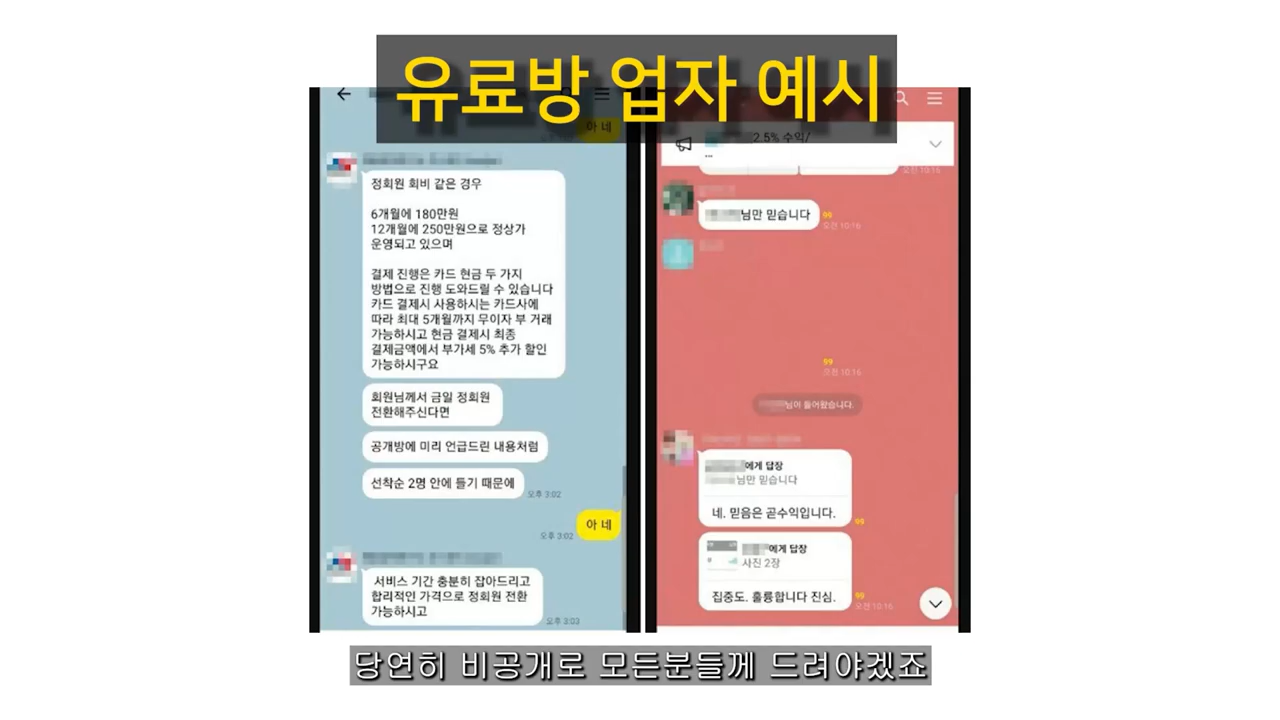 유료방 업자 예시
아 네
정회원 회비 같은 경우
6개월에 180만원
12개월에 250만원으로 정상가
운영되고 있으며
결제 진행은 카드 현금 두 가지
방법으로 진행 도와드릴 수 있습니다
카드 결제시 사용하시는 카드사에
따라 최대 5개월까지 무이자 부 거래
가능하시고 현금 결제시 최종
결제금액에서 부가세 5% 추가 할인
가능하시구요
회원님께서 금일 정회원
전환해주신다면
공개방에 미리 언급드린 내용처럼
선착순 2명 안에 들기 때문에
오후 3:02
아 네
오후 3:02
서비스 기간 충분히 잡아드리고
합리적인 가격으로 정회원 전환
가능하시고
오후 3:03
2.5% 수익/
...
오전 10:16
님만 믿습니다
99
오전 10:16
99
오전 10:16
님이 들어왔습니다.
에게 답장
님만 믿습니다
네. 믿음은 곧수익입니다.
99
에게 답장
사진 2장
집중도. 훌륭합니다 진심.
99
오전 10:16
당연히 비공개로 모든분들께 드려야겠죠